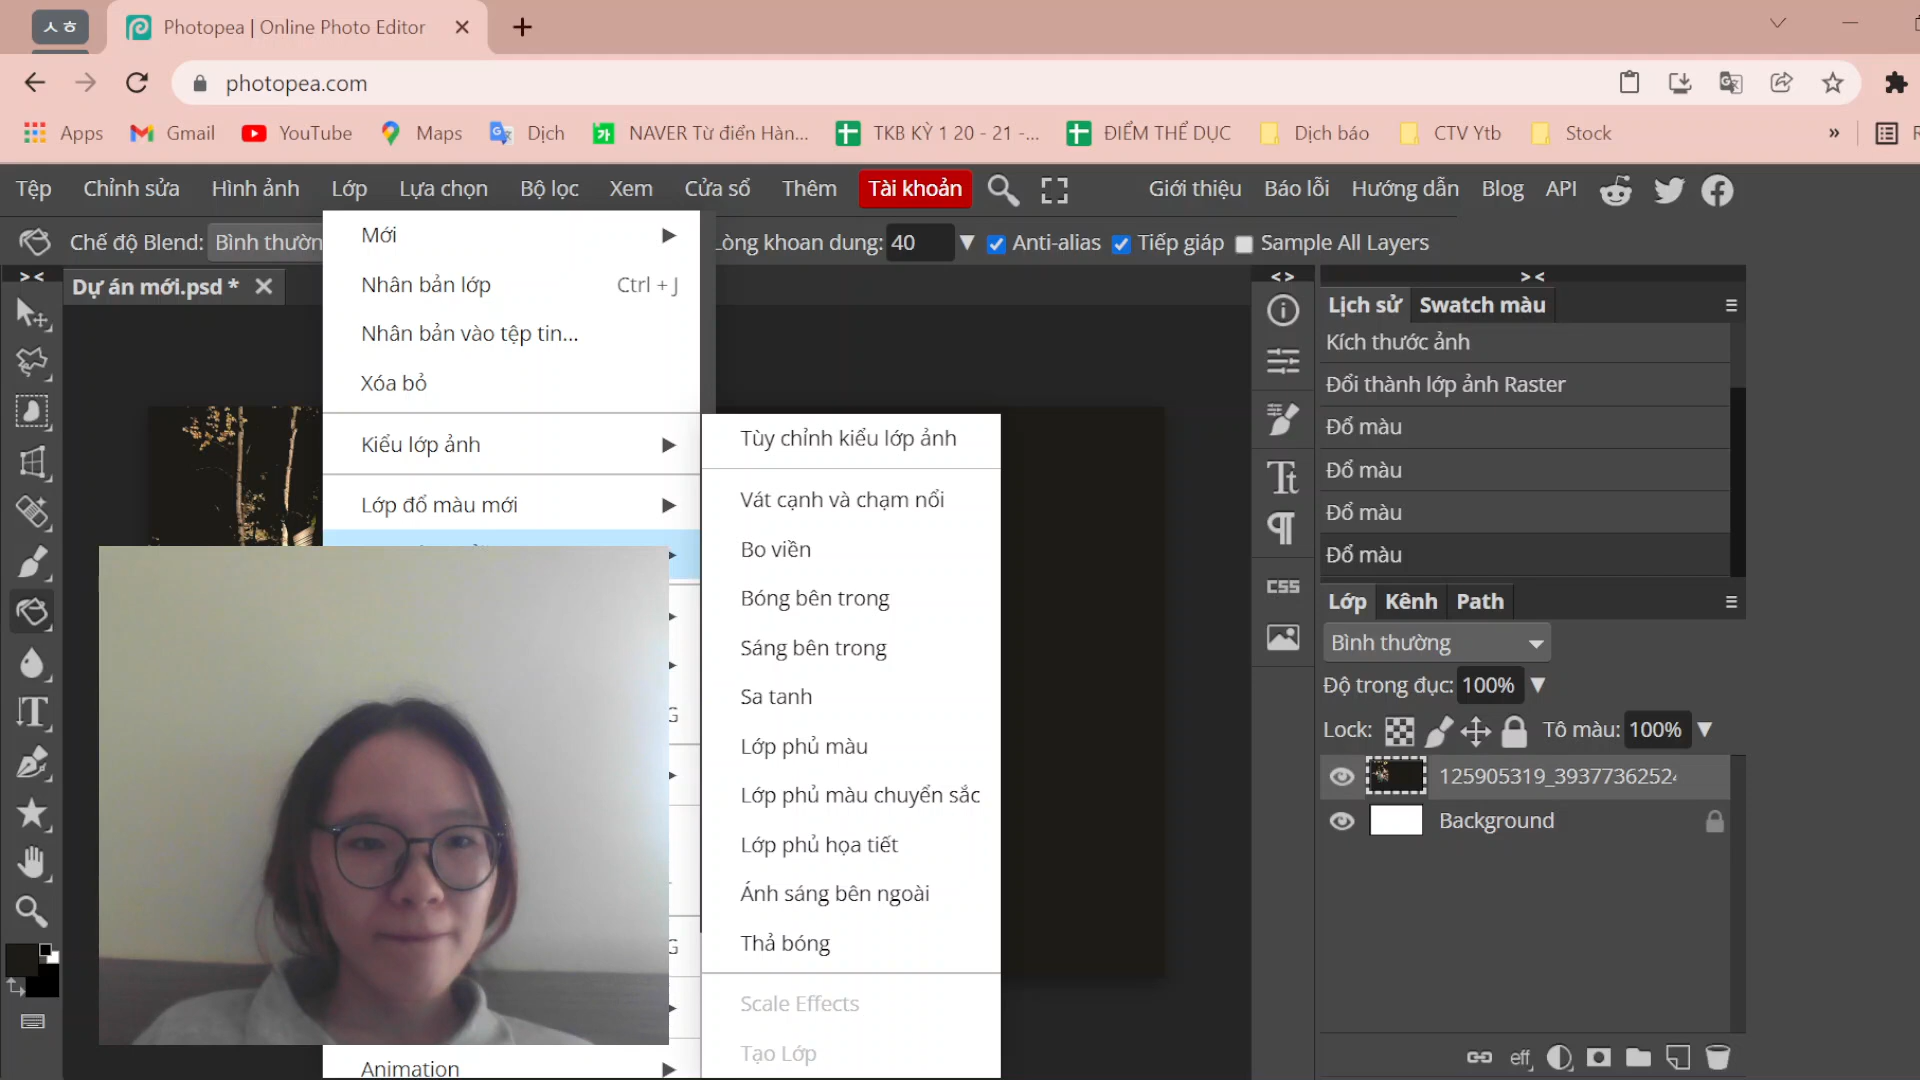 ㅅㅎ
Photopea | Online Photo Editor
photopea.com
Apps Gmail YouTube Maps Dịch NAVER Từ điển Hàn... TKB KỲ 1 20 - 21 -... ĐIỂM THỂ DỤC Dịch báo CTV Ytb Stock »
Tệp Chỉnh sửa Hình ảnh Lớp Lựa chọn Bộ lọc Xem Cửa sổ Thêm Tài khoản Giới thiệu Báo lỗi Hướng dẫn Blog API
Chế độ Blend: Bình thườn òng khoan dung: 40 Anti-alias Tiếp giáp Sample All Layers
Dự án mới.psd *
Mới
Nhân bản lớp Ctrl + J
Nhân bản vào tệp tin...
Xóa bỏ
Kiểu lớp ảnh
Lớp đổ màu mới
G
G
Animation
Tùy chỉnh kiểu lớp ảnh
Vát cạnh và chạm nổi
Bo viền
Bóng bên trong
Sáng bên trong
Sa tanh
Lớp phủ màu
Lớp phủ màu chuyển sắc
Lớp phủ họa tiết
Ánh sáng bên ngoài
Thả bóng
Scale Effects
Tạo Lớp
CSS
Lịch sử Swatch màu
Kích thước ảnh
Đổi thành lớp ảnh Raster
Đổ màu
Đổ màu
Đổ màu
Đổ màu
Lớp Kênh Path
Bình thường
Độ trong đục: 100%
Lock: Tô màu: 100%
125905319_3937736252
Background
eff